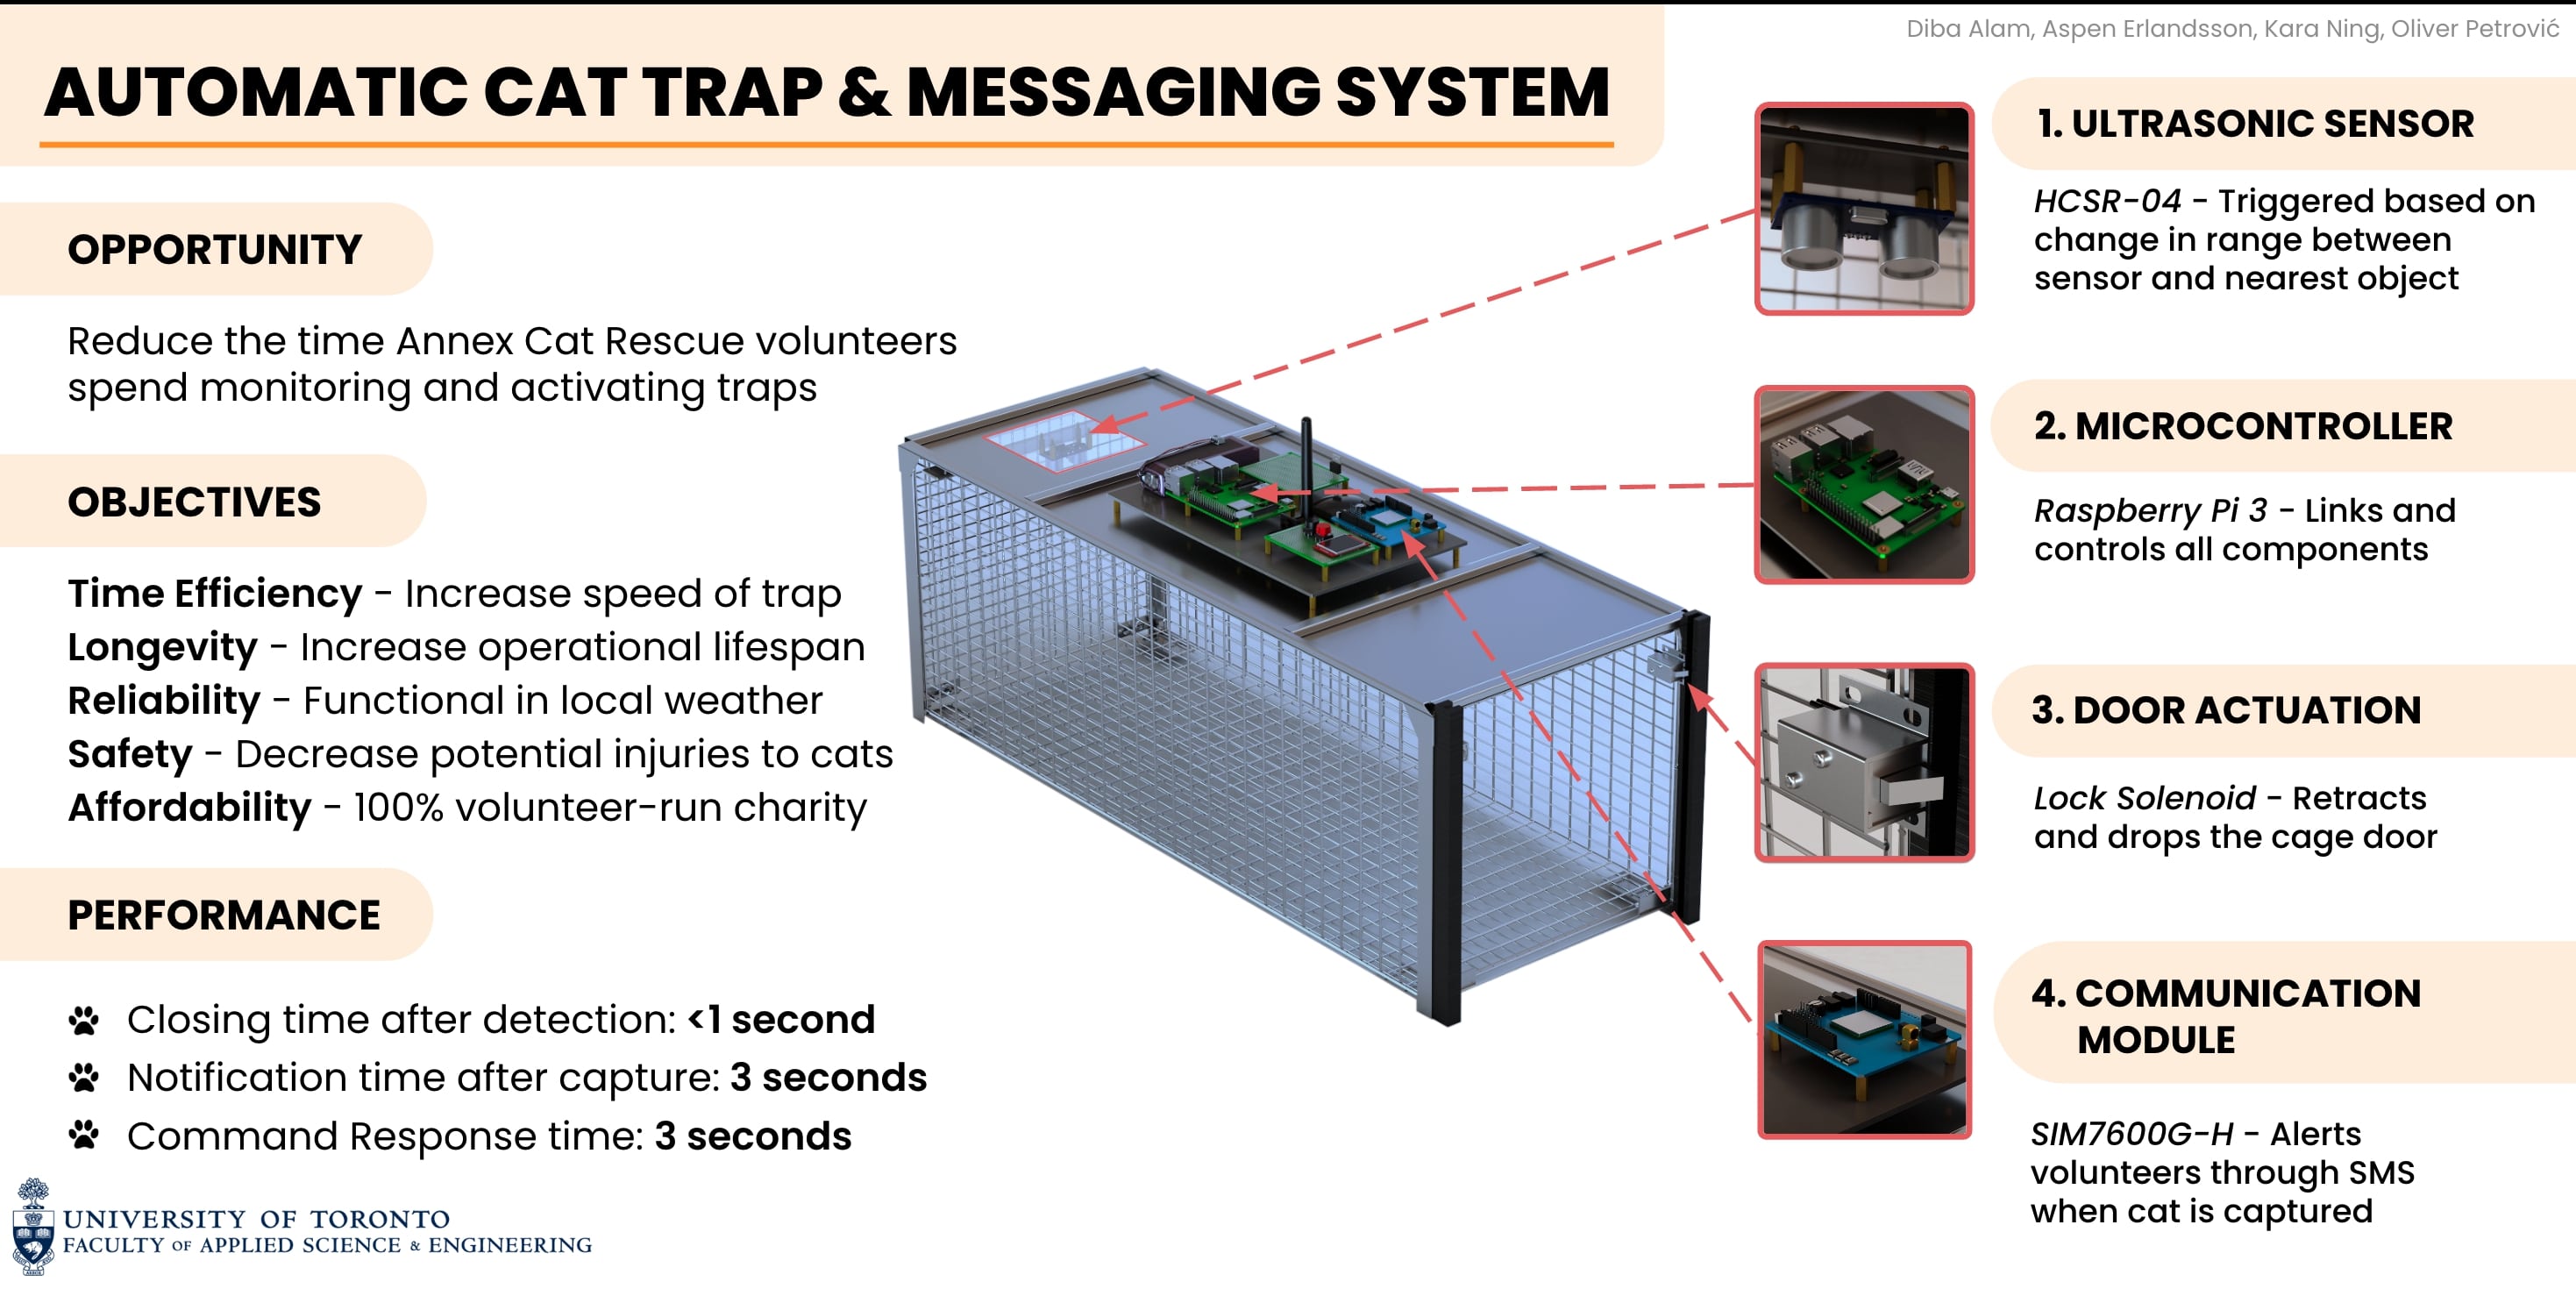 Diba Alam, Aspen Erlandsson, Kara Ning, Oliver Petrović
AUTOMATIC CAT TRAP & MESSAGING SYSTEM
OPPORTUNITY
Reduce the time Annex Cat Rescue volunteers
spend monitoring and activating traps
OBJECTIVES
Time Efficiency - Increase speed of trap
Longevity - Increase operational lifespan
Reliability - Functional in local weather
Safety - Decrease potential injuries to cats
Affordability - 100% volunteer-run charity
PERFORMANCE
Closing time after detection: <1 second
Notification time after capture: 3 seconds
Command Response time: 3 seconds
UNIVERSITY OF TORONTO
FACULTY OF APPLIED SCIENCE & ENGINEERING
1. ULTRASONIC SENSOR
HCSR-04 - Triggered based on
change in range between
sensor and nearest object
2. MICROCONTROLLER
Raspberry Pi 3 - Links and
controls all components
3. DOOR ACTUATION
Lock Solenoid - Retracts
and drops the cage door
4. COMMUNICATION
MODULE
SIM7600G-H - Alerts
volunteers through SMS
when cat is captured